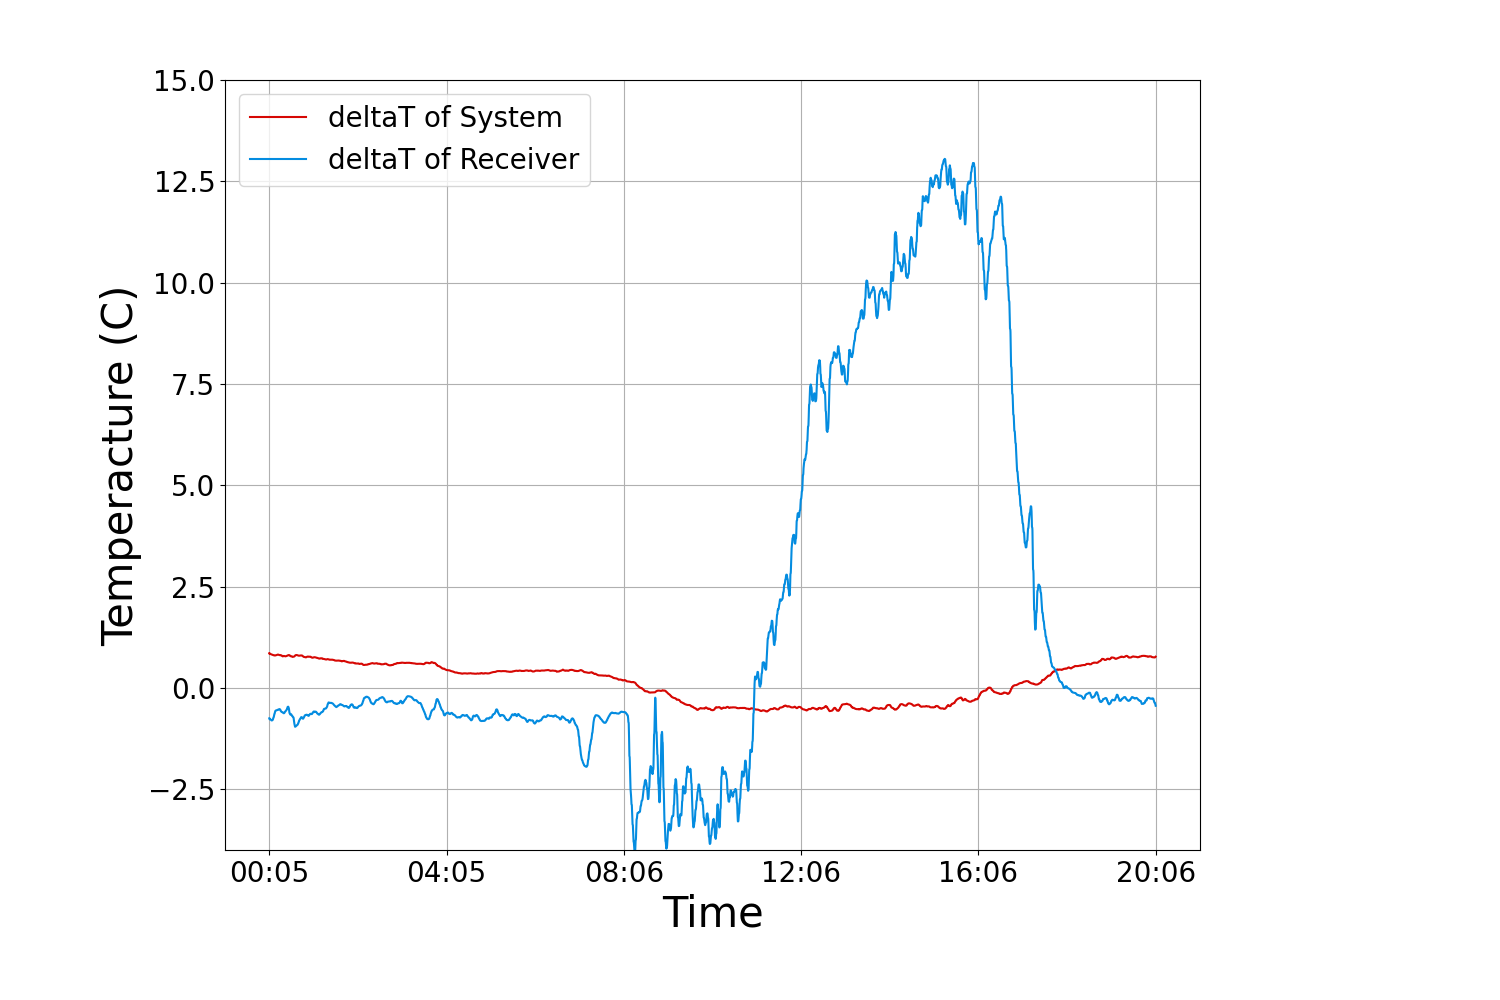 15.0
12.5
10.0
7.5
5.0
2.5
0.0
−2.5
Temperacture (C)
deltaT of System
deltaT of Receiver
00:05 04:05 08:06 12:06 16:06 20:06
Time